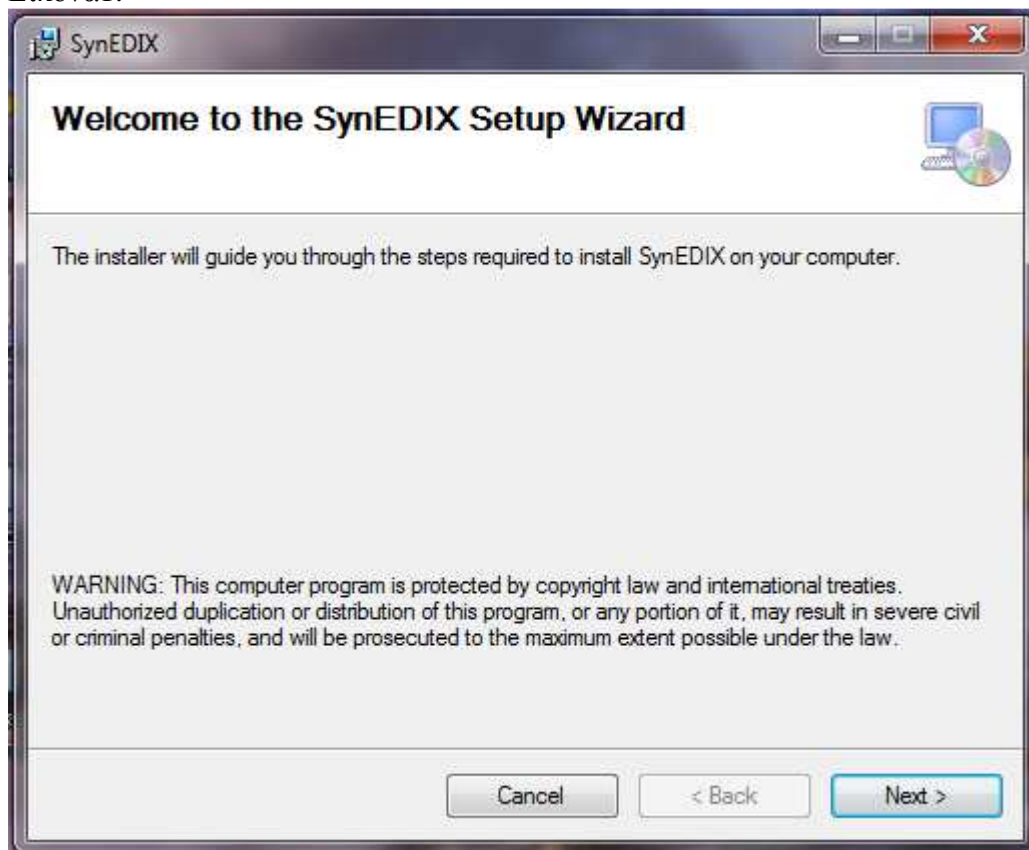 SynEDIX
Welcome to the SynEDIX Setup Wizard
The installer will guide you through the steps required to install SynEDIX on your computer.
WARNING: This computer program is protected by copyright law and international treaties.
Unauthorized duplication or distribution of this program, or any portion of it, may result in severe civil
or criminal penalties, and will be prosecuted to the maximum extent possible under the law.
Cancel < Back Next >